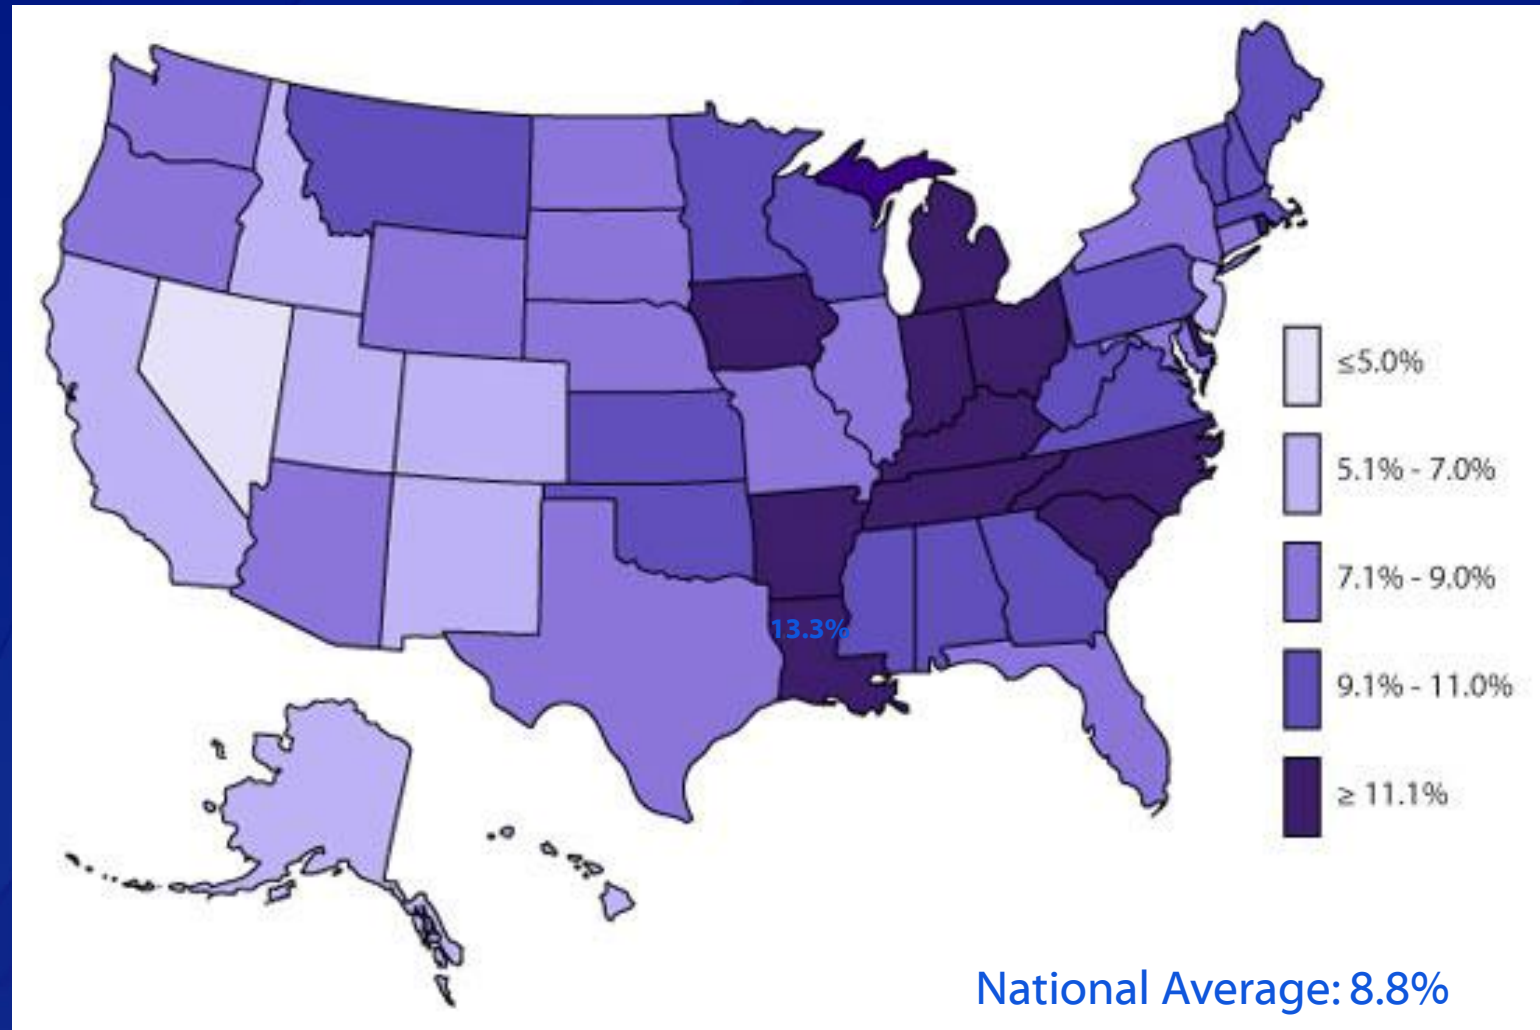 ≤5.0%
5.1% - 7.0%
7.1% - 9.0%
13.3%
9.1% - 11.0%
≥ 11.1%
National Average: 8.8%